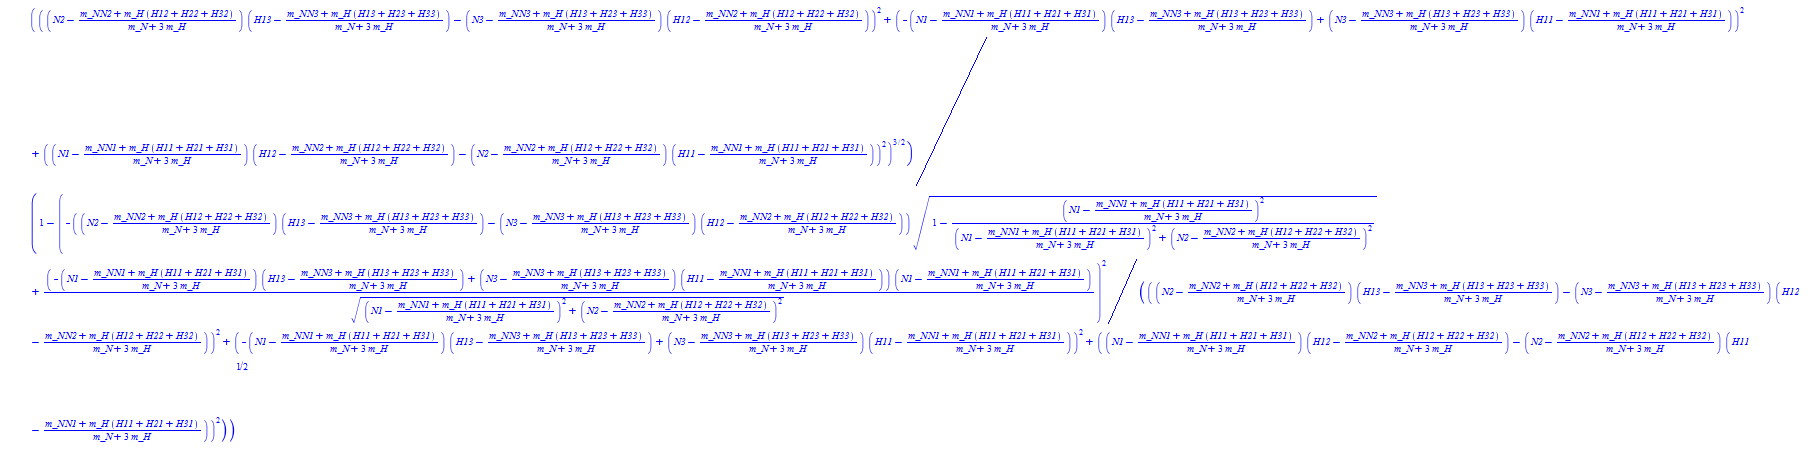 ( ( ( (N2 − (m_NN2 + m_H (H12 + H22 + H32))/(m_N + 3 m_H)) (H13 − (m_NN3 + m_H (H13 + H23 + H33))/(m_N + 3 m_H)) − (N3 − (m_NN3 + m_H (H13 + H23 + H33))/(m_N + 3 m_H)) (H12 − (m_NN2 + m_H (H12 + H22 + H32))/(m_N + 3 m_H)) )^2 + ( -(N1 − (m_NN1 + m_H (H11 + H21 + H31))/(m_N + 3 m_H)) (H13 − (m_NN3 + m_H (H13 + H23 + H33))/(m_N + 3 m_H)) + (N3 − (m_NN3 + m_H (H13 + H23 + H33))/(m_N + 3 m_H)) (H11 − (m_NN1 + m_H (H11 + H21 + H31))/(m_N + 3 m_H)) )^2
+ ( (N1 − (m_NN1 + m_H (H11 + H21 + H31))/(m_N + 3 m_H)) (H12 − (m_NN2 + m_H (H12 + H22 + H32))/(m_N + 3 m_H)) − (N2 − (m_NN2 + m_H (H12 + H22 + H32))/(m_N + 3 m_H)) (H11 − (m_NN1 + m_H (H11 + H21 + H31))/(m_N + 3 m_H)) )^2 )^3/2 ) /
( 1 − ( -( (N2 − (m_NN2 + m_H (H12 + H22 + H32))/(m_N + 3 m_H)) (H13 − (m_NN3 + m_H (H13 + H23 + H33))/(m_N + 3 m_H)) − (N3 − (m_NN3 + m_H (H13 + H23 + H33))/(m_N + 3 m_H)) (H12 − (m_NN2 + m_H (H12 + H22 + H32))/(m_N + 3 m_H)) ) √(1 − (N1 − (m_NN1 + m_H (H11 + H21 + H31))/(m_N + 3 m_H))^2 / ((N1 − (m_NN1 + m_H (H11 + H21 + H31))/(m_N + 3 m_H))^2 + (N2 − (m_NN2 + m_H (H12 + H22 + H32))/(m_N + 3 m_H))^2))
+ ( -(N1 − (m_NN1 + m_H (H11 + H21 + H31))/(m_N + 3 m_H)) (H13 − (m_NN3 + m_H (H13 + H23 + H33))/(m_N + 3 m_H)) + (N3 − (m_NN3 + m_H (H13 + H23 + H33))/(m_N + 3 m_H)) (H11 − (m_NN1 + m_H (H11 + H21 + H31))/(m_N + 3 m_H)) ) (N1 − (m_NN1 + m_H (H11 + H21 + H31))/(m_N + 3 m_H)) / √((N1 − (m_NN1 + m_H (H11 + H21 + H31))/(m_N + 3 m_H))^2 + (N2 − (m_NN2 + m_H (H12 + H22 + H32))/(m_N + 3 m_H))^2) )^2 / ( ( (N2 − (m_NN2 + m_H (H12 + H22 + H32))/(m_N + 3 m_H)) (H13 − (m_NN3 + m_H (H13 + H23 + H33))/(m_N + 3 m_H)) − (N3 − (m_NN3 + m_H (H13 + H23 + H33))/(m_N + 3 m_H)) (H12
− (m_NN2 + m_H (H12 + H22 + H32))/(m_N + 3 m_H)) )^2 + ( -(N1 − (m_NN1 + m_H (H11 + H21 + H31))/(m_N + 3 m_H)) (H13 − (m_NN3 + m_H (H13 + H23 + H33))/(m_N + 3 m_H)) + (N3 − (m_NN3 + m_H (H13 + H23 + H33))/(m_N + 3 m_H)) (H11 − (m_NN1 + m_H (H11 + H21 + H31))/(m_N + 3 m_H)) )^2 + ( (N1 − (m_NN1 + m_H (H11 + H21 + H31))/(m_N + 3 m_H)) (H12 − (m_NN2 + m_H (H12 + H22 + H32))/(m_N + 3 m_H)) − (N2 − (m_NN2 + m_H (H12 + H22 + H32))/(m_N + 3 m_H)) (H11
1/2
− (m_NN1 + m_H (H11 + H21 + H31))/(m_N + 3 m_H)) )^2 ) )